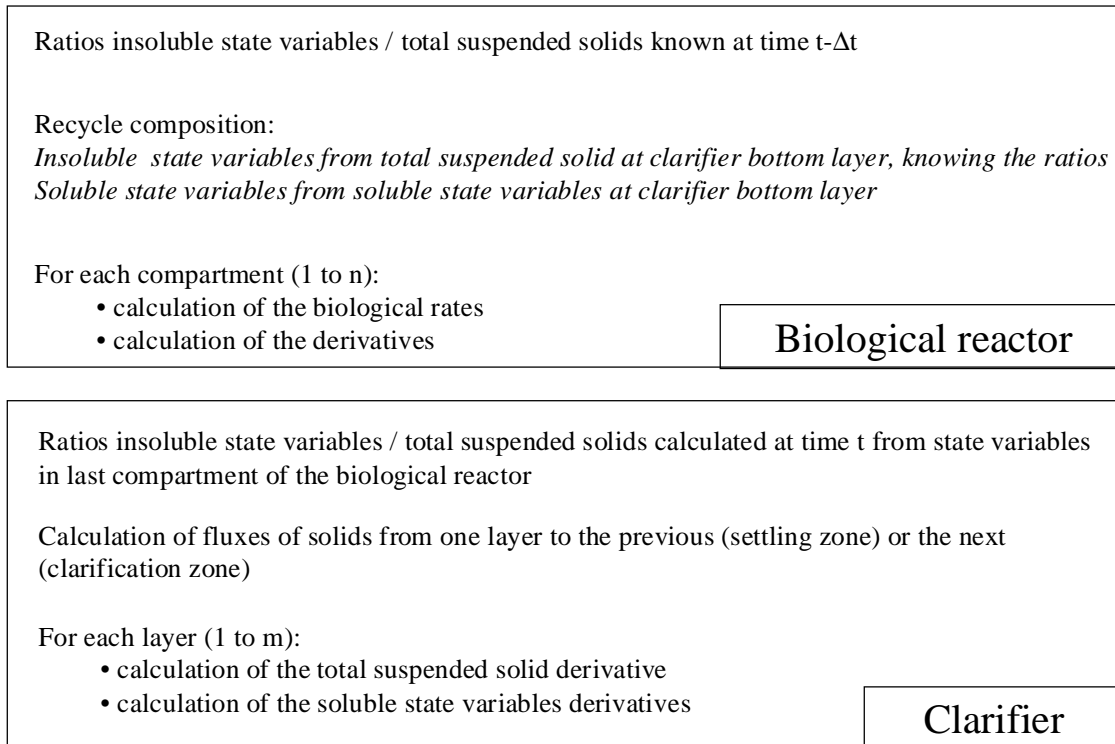 Ratios insoluble state variables / total suspended solids known at time t-Δt
Recycle composition:
Insoluble state variables from total suspended solid at clarifier bottom layer, knowing the ratios
Soluble state variables from soluble state variables at clarifier bottom layer
For each compartment (1 to n):
• calculation of the biological rates
• calculation of the derivatives
Biological reactor
Ratios insoluble state variables / total suspended solids calculated at time t from state variables
in last compartment of the biological reactor
Calculation of fluxes of solids from one layer to the previous (settling zone) or the next
(clarification zone)
For each layer (1 to m):
• calculation of the total suspended solid derivative
• calculation of the soluble state variables derivatives
Clarifier